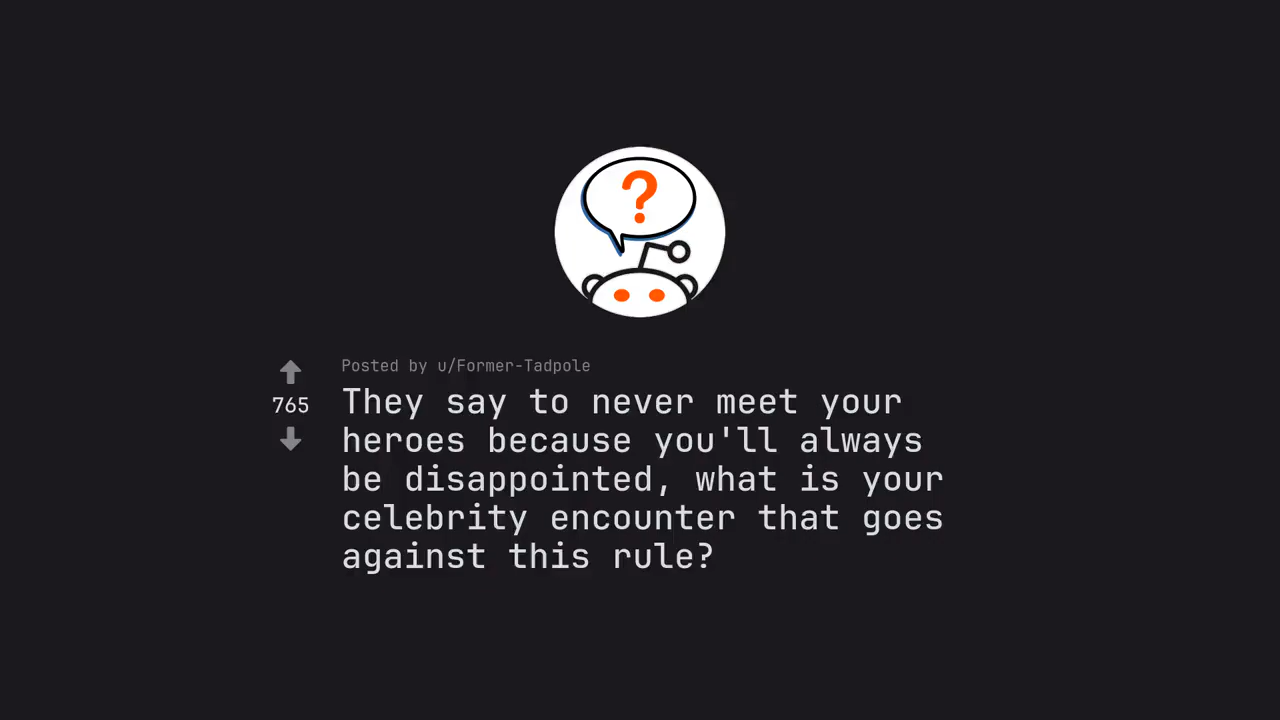 ?
Posted by u/Former-Tadpole
765
They say to never meet your
heroes because you'll always
be disappointed, what is your
celebrity encounter that goes
against this rule?